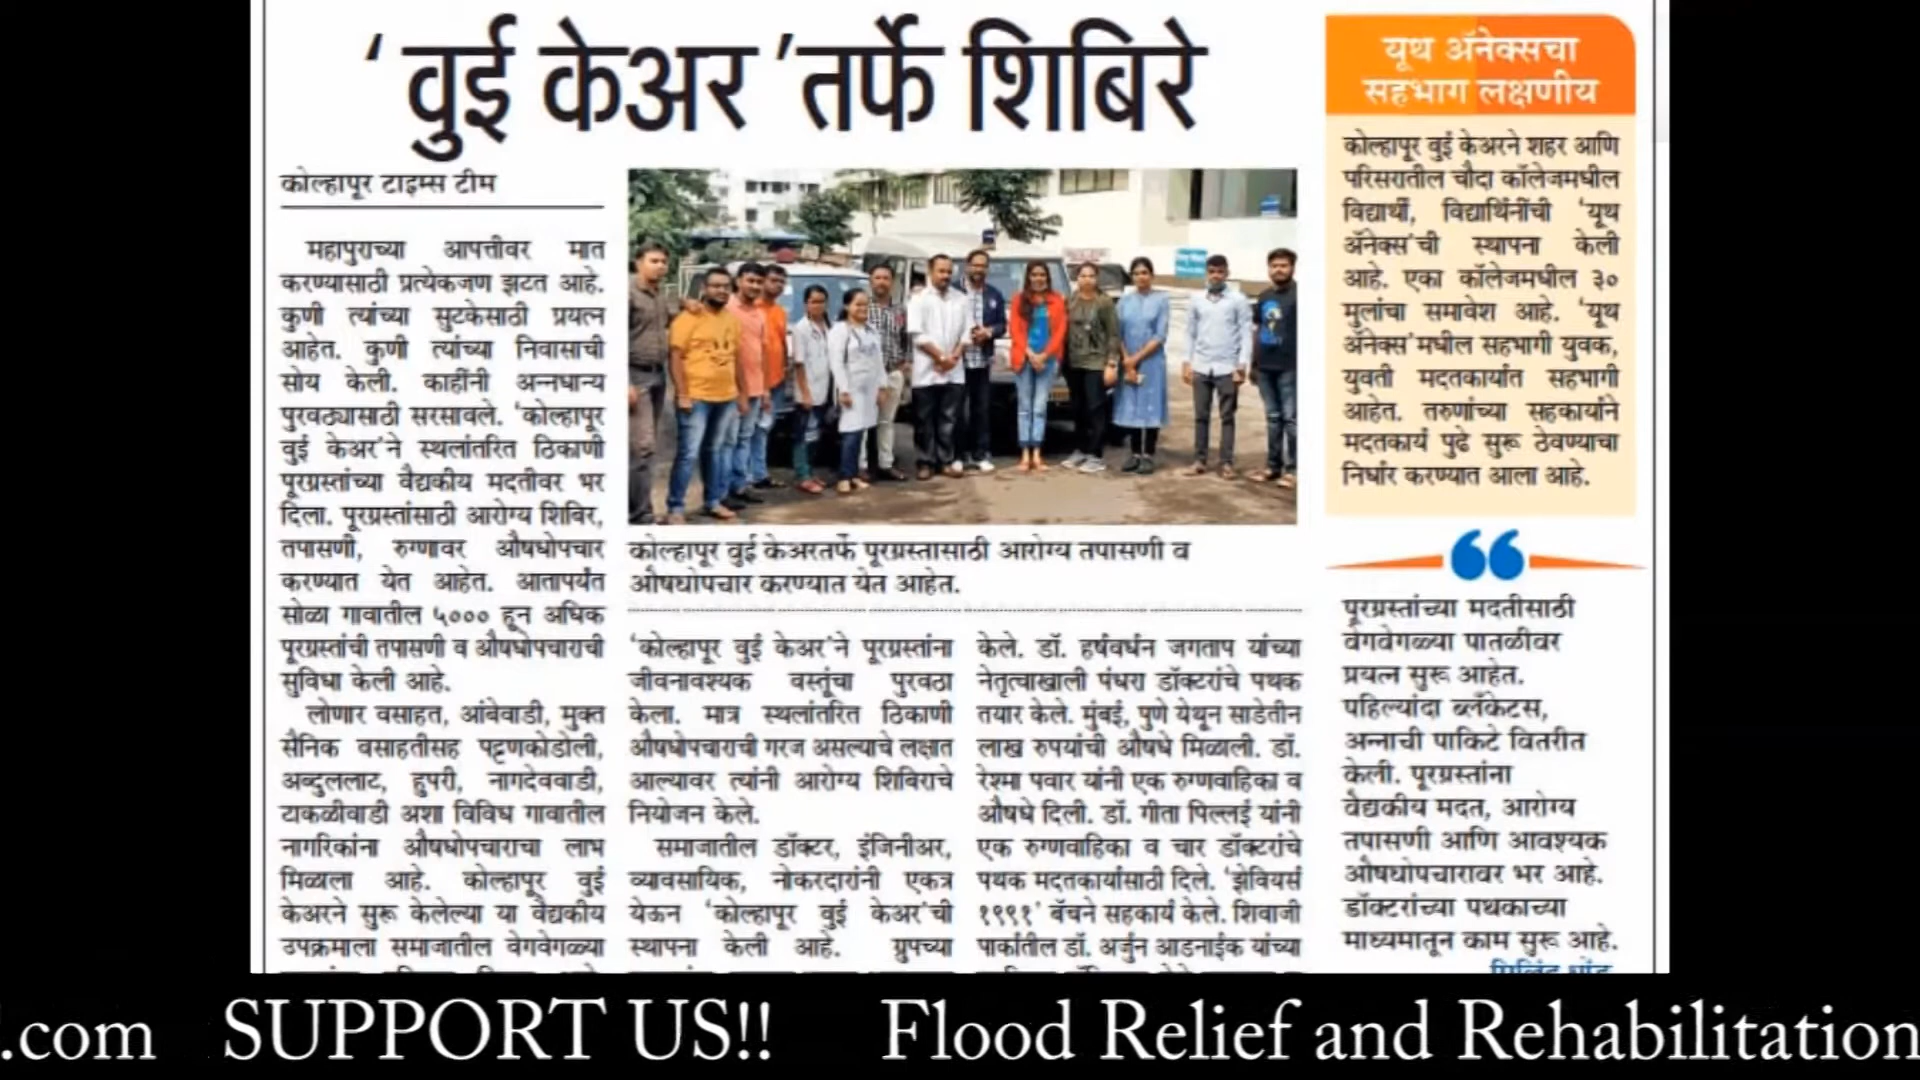 ‘ वुई केअर ’तर्फे शिबिरे
कोल्हापूर टाइम्स टीम
महापुराच्या आपत्तीवर मात
करण्यासाठी प्रत्येकजण झटत आहे.
कुणी त्यांच्या सुटकेसाठी प्रयत्न
आहेत. कुणी त्यांच्या निवासाची
सोय केली. काहींनी अन्नधान्य
पुरवठ्यासाठी सरसावले. ‘कोल्हापूर
वुई केअर’ने स्थलांतरित ठिकाणी
पूरग्रस्तांच्या वैद्यकीय मदतीवर भर
दिला. पूरग्रस्तांसाठी आरोग्य शिबिर,
तपासणी, रुग्णावर औषधोपचार
करण्यात येत आहेत. आतापर्यंत
सोळा गावातील ५००० हून अधिक
पूरग्रस्तांची तपासणी व औषधोपचाराची
सुविधा केली आहे.
लोणार वसाहत, आंबेवाडी, मुक्त
सैनिक वसाहतीसह पट्टणकोडोली,
अब्दुललाट, हुपरी, नागदेववाडी,
टाकळीवाडी अशा विविध गावातील
नागरिकांना औषधोपचाराचा लाभ
मिळाला आहे. कोल्हापूर वुई
केअरने सुरू केलेल्या या वैद्यकीय
उपक्रमाला समाजातील वेगवेगळ्या
कोल्हापूर वुई केअरतर्फे पूरग्रस्तासाठी आरोग्य तपासणी व
औषधोपचार करण्यात येत आहेत.
‘कोल्हापूर वुई केअर’ने पूरग्रस्तांना
जीवनावश्यक वस्तूंचा पुरवठा
केला. मात्र स्थलांतरित ठिकाणी
औषधोपचाराची गरज असल्याचे लक्षात
आल्यावर त्यांनी आरोग्य शिबिराचे
नियोजन केले.
समाजातील डॉक्टर, इंजिनीअर,
व्यावसायिक, नोकरदारांनी एकत्र
येऊन ‘कोल्हापूर वुई केअर’ची
स्थापना केली आहे. ग्रुपच्या
केले. डॉ. हर्षवर्धन जगताप यांच्या
नेतृत्वाखाली पंधरा डॉक्टरांचे पथक
तयार केले. मुंबई, पुणे येथून साडेतीन
लाख रुपयांची औषधे मिळाली. डॉ.
रेश्मा पवार यांनी एक रुग्णवाहिका व
औषधे दिली. डॉ. गीता पिल्लई यांनी
एक रुग्णवाहिका व चार डॉक्टरांचे
पथक मदतकार्यासाठी दिले. ‘झेवियर्स
१९९१’ बॅचने सहकार्य केले. शिवाजी
पार्कातील डॉ. अर्जुन आडनाईक यांच्या
यूथ ॲनेक्सचा
सहभाग लक्षणीय
कोल्हापूर वुई केअरने शहर आणि
परिसरातील चौदा कॉलेजमधील
विद्यार्थी, विद्यार्थिनींची ‘यूथ
ॲनेक्स’ची स्थापना केली
आहे. एका कॉलेजमधील ३०
मुलांचा समावेश आहे. ‘यूथ
ॲनेक्स’मधील सहभागी युवक,
युवती मदतकार्यात सहभागी
आहेत. तरुणांच्या सहकार्याने
मदतकार्य पुढे सुरू ठेवण्याचा
निर्धार करण्यात आला आहे.
पूरग्रस्तांच्या मदतीसाठी
वेगवेगळ्या पातळीवर
प्रयत्न सुरू आहेत.
पहिल्यांदा ब्लँकेटस,
अन्नाची पाकिटे वितरीत
केली. पूरग्रस्तांना
वैद्यकीय मदत, आरोग्य
तपासणी आणि आवश्यक
औषधोपचारावर भर आहे.
डॉक्टरांच्या पथकाच्या
माध्यमातून काम सुरू आहे.
.com SUPPORT US!! Flood Relief and Rehabilitation